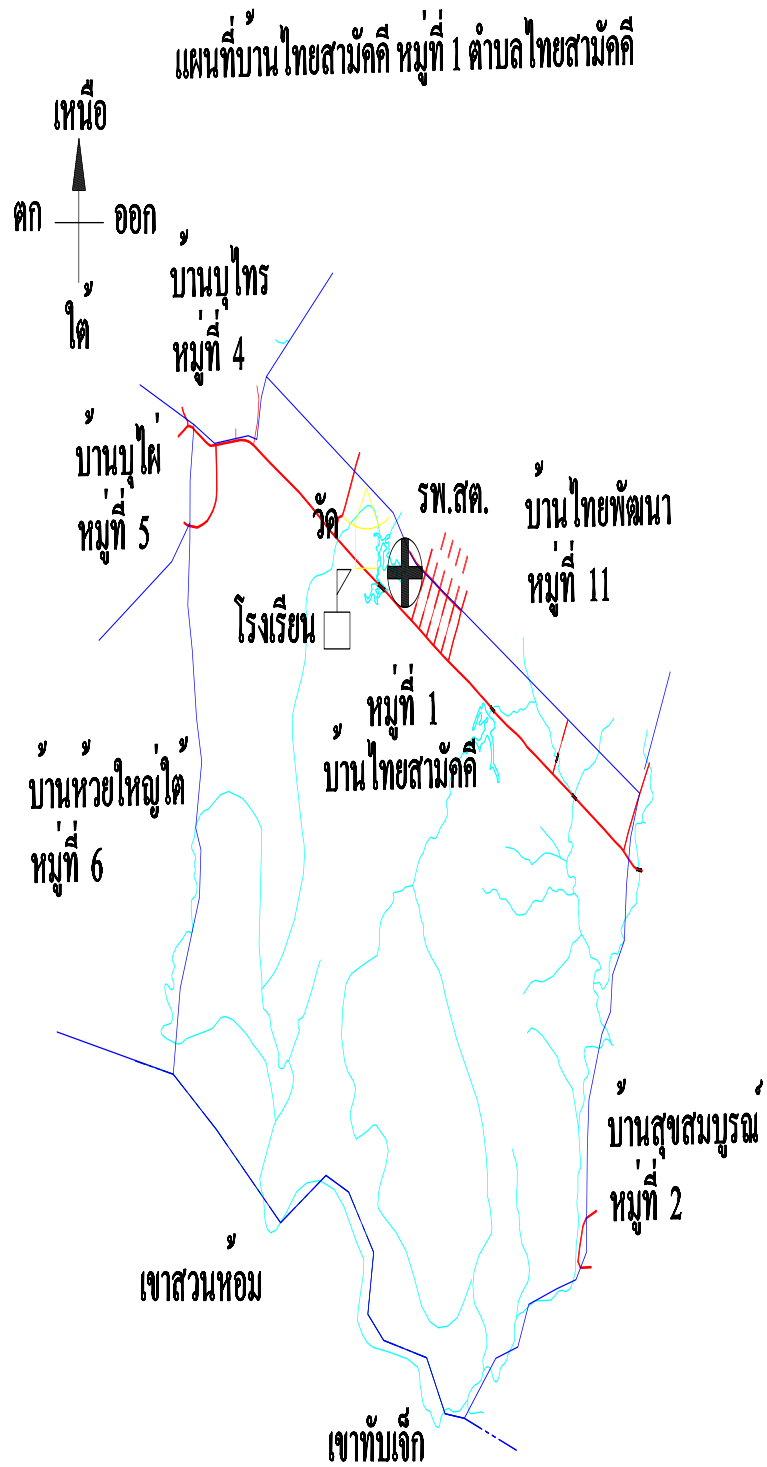 แผนที่บ้านไทยสามัคคี หมู่ที่ 1 ตำบลไทยสามัคคี
เหนือ
ตก ออก
ใต้
บ้านบุไทร
หมู่ที่ 4
บ้านบุไผ่
หมู่ที่ 5
วัด
รพ.สต.
บ้านไทยพัฒนา
หมู่ที่ 11
โรงเรียน
หมู่ที่ 1
บ้านไทยสามัคคี
บ้านห้วยใหญ่ใต้
หมู่ที่ 6
บ้านสุขสมบูรณ์
หมู่ที่ 2
เขาสวนห้อม
เขาทับเจ็ก